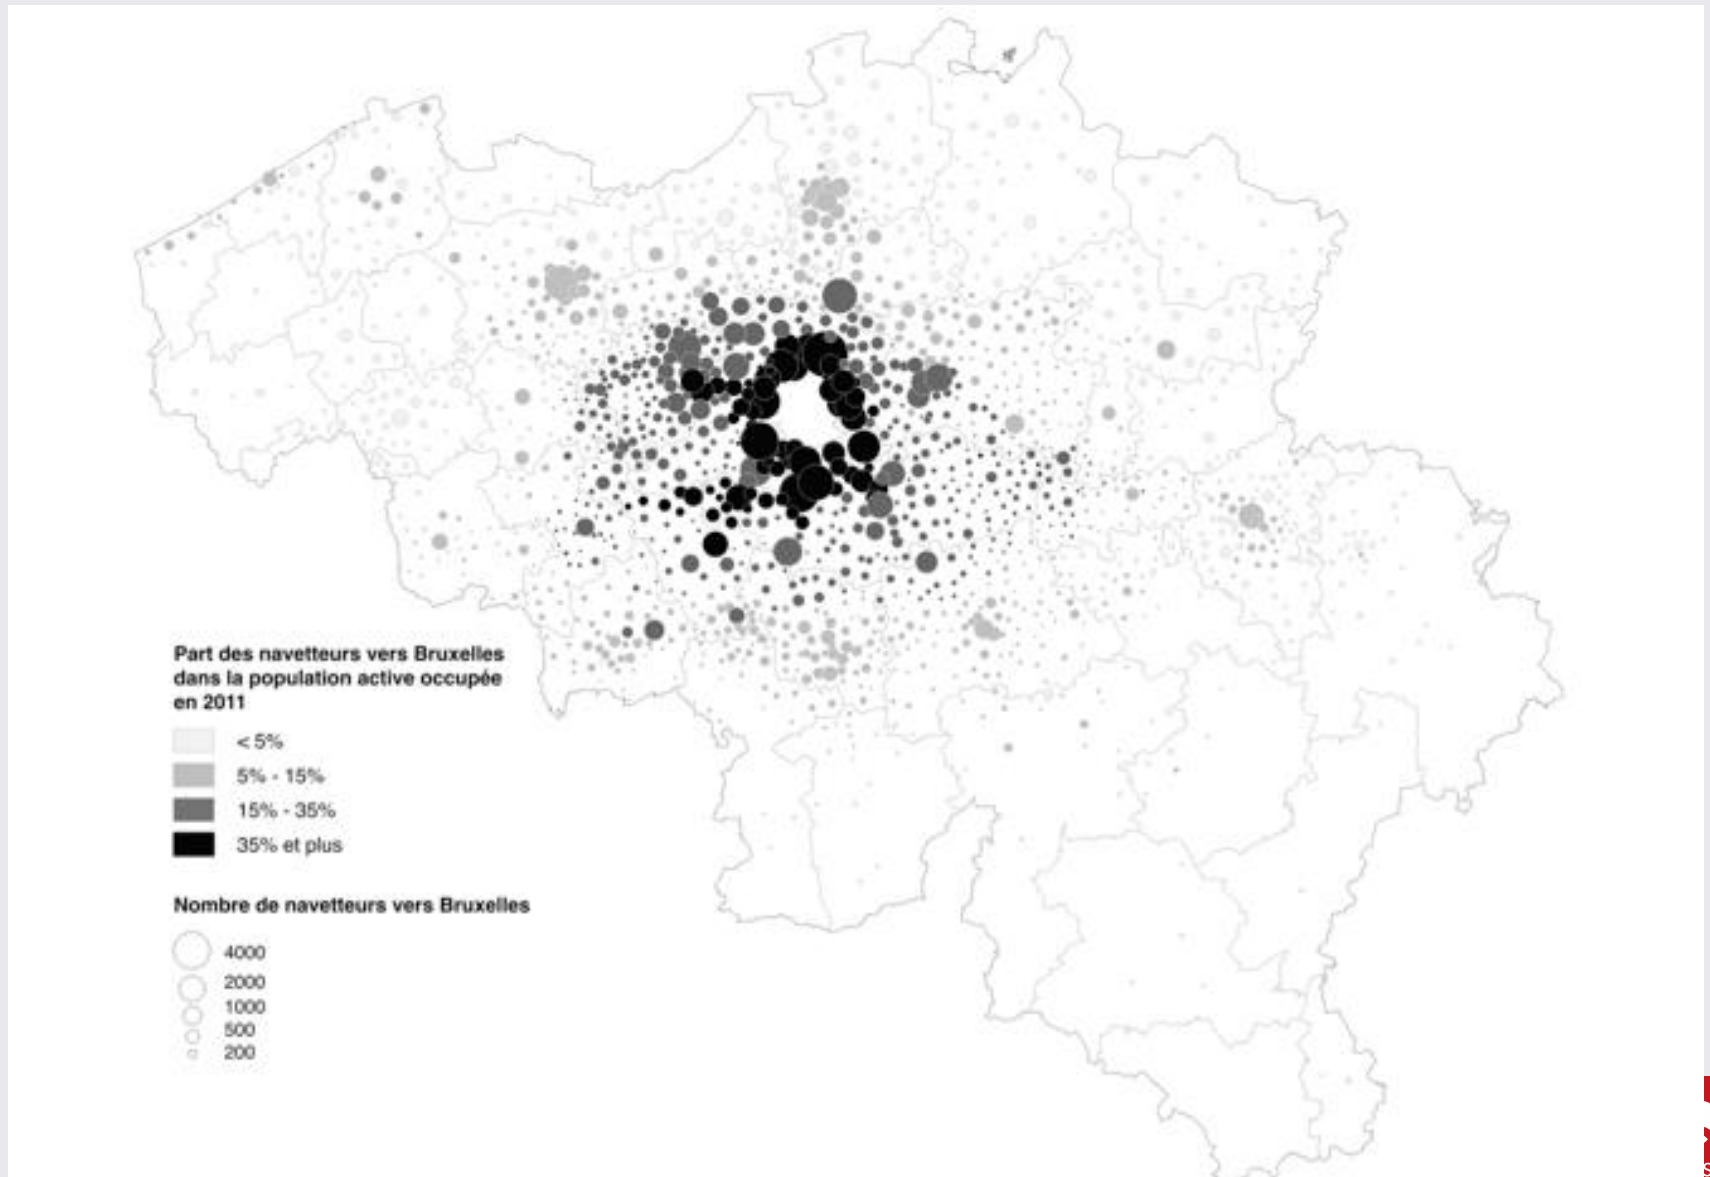 Part des navetteurs vers Bruxelles
dans la population active occupée
en 2011
< 5%
5% - 15%
15% - 35%
35% et plus
Nombre de navetteurs vers Bruxelles
4000
2000
1000
500
200